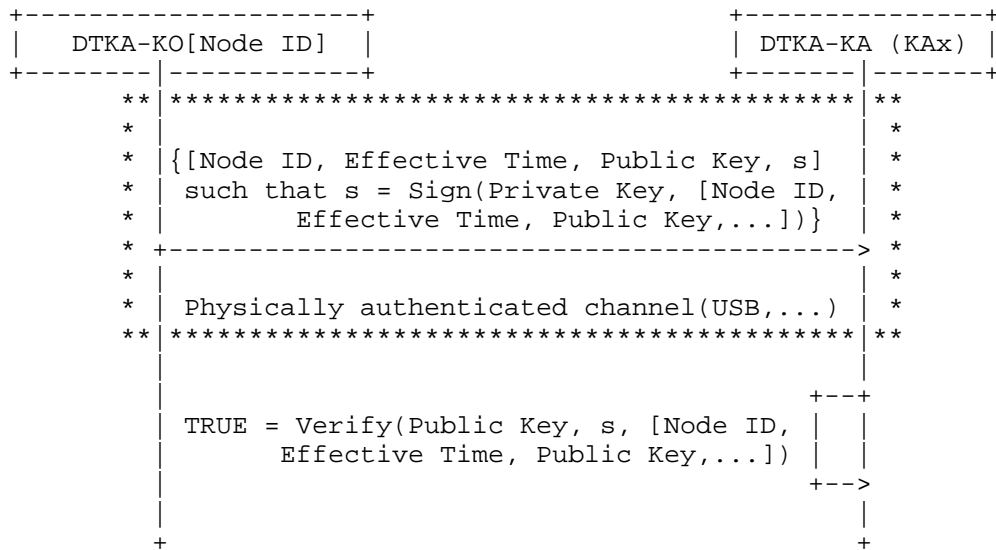 DTKA-KO[Node ID] DTKA-KA (KAx)
{[Node ID, Effective Time, Public Key, s]
such that s = Sign(Private Key, [Node ID,
Effective Time, Public Key,...])}
Physically authenticated channel(USB,...)
TRUE = Verify(Public Key, s, [Node ID,
Effective Time, Public Key,...])